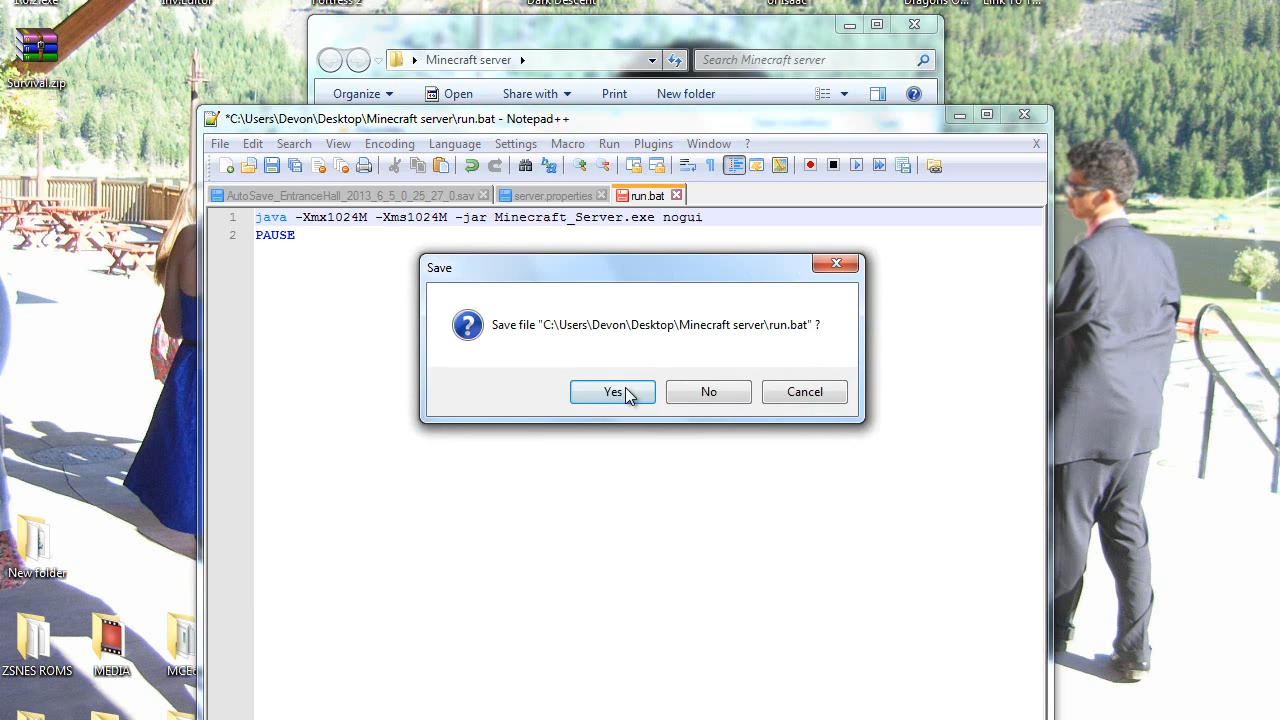 Survival.zip
Minecraft server
Search Minecraft server
Organize Open Share with Print New folder
*C:\Users\Devon\Desktop\Minecraft server\run.bat - Notepad++
File Edit Search View Encoding Language Settings Macro Run Plugins Window ? X
AutoSave_EntranceHall_2013_6_5_0_25_27_0.sav server.properties run.bat
1 java -Xmx1024M -Xms1024M -jar Minecraft_Server.exe nogui
2 PAUSE
Save
Save file "C:\Users\Devon\Desktop\Minecraft server\run.bat" ?
Yes No Cancel
New folder
ZSNES ROMS MEDIA